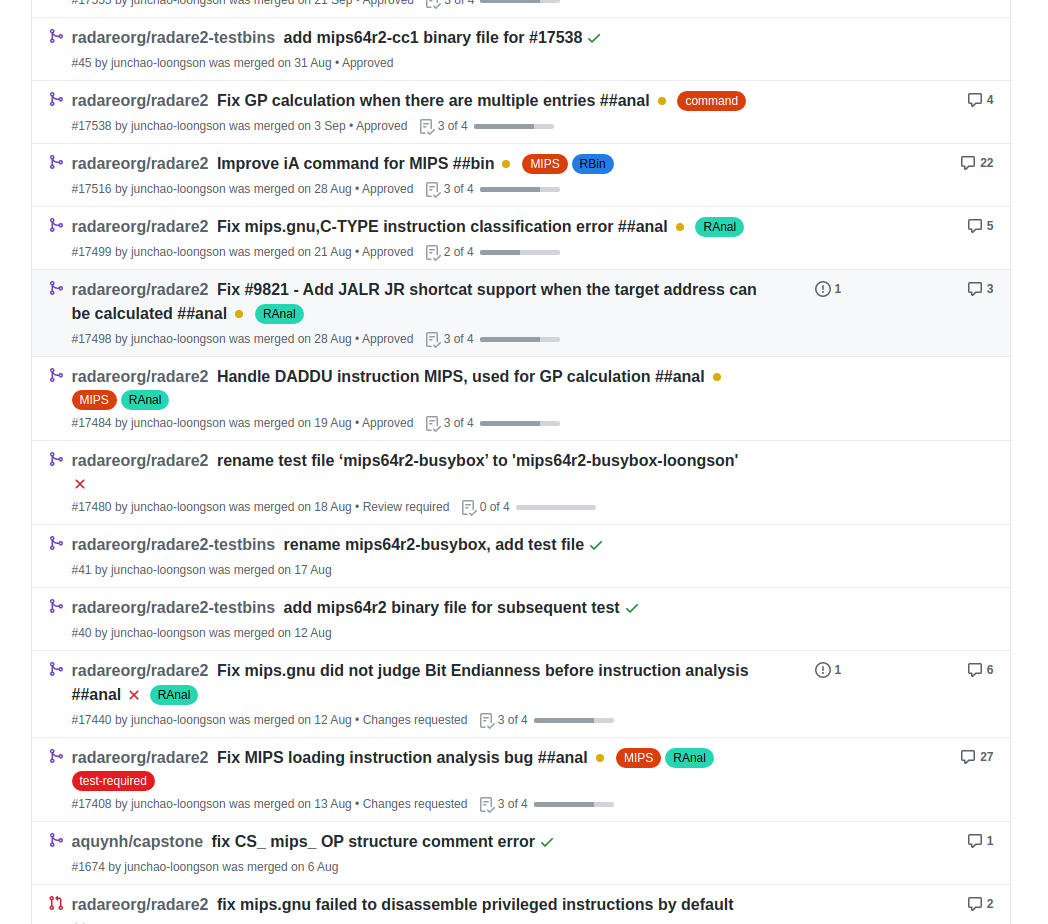 #17555 by junchao-loongson was merged on 21 Sep • Approved 3 of 4
radareorg/radare2-testbins add mips64r2-cc1 binary file for #17538
#45 by junchao-loongson was merged on 31 Aug • Approved
radareorg/radare2 Fix GP calculation when there are multiple entries ##anal command 4
#17538 by junchao-loongson was merged on 3 Sep • Approved 3 of 4
radareorg/radare2 Improve iA command for MIPS ##bin MIPS RBin 22
#17516 by junchao-loongson was merged on 28 Aug • Approved 3 of 4
radareorg/radare2 Fix mips.gnu,C-TYPE instruction classification error ##anal RAnal 5
#17499 by junchao-loongson was merged on 21 Aug • Approved 2 of 4
radareorg/radare2 Fix #9821 - Add JALR JR shortcat support when the target address can 1 3
be calculated ##anal RAnal
#17498 by junchao-loongson was merged on 28 Aug • Approved 3 of 4
radareorg/radare2 Handle DADDU instruction MIPS, used for GP calculation ##anal
MIPS RAnal
#17484 by junchao-loongson was merged on 19 Aug • Approved 3 of 4
radareorg/radare2 rename test file ‘mips64r2-busybox’ to 'mips64r2-busybox-loongson'
#17480 by junchao-loongson was merged on 18 Aug • Review required 0 of 4
radareorg/radare2-testbins rename mips64r2-busybox, add test file
#41 by junchao-loongson was merged on 17 Aug
radareorg/radare2-testbins add mips64r2 binary file for subsequent test
#40 by junchao-loongson was merged on 12 Aug
radareorg/radare2 Fix mips.gnu did not judge Bit Endianness before instruction analysis 1 6
##anal RAnal
#17440 by junchao-loongson was merged on 12 Aug • Changes requested 3 of 4
radareorg/radare2 Fix MIPS loading instruction analysis bug ##anal MIPS RAnal 27
test-required
#17408 by junchao-loongson was merged on 13 Aug • Changes requested 3 of 4
aquynh/capstone fix CS_ mips_ OP structure comment error 1
#1674 by junchao-loongson was merged on 6 Aug
radareorg/radare2 fix mips.gnu failed to disassemble privileged instructions by default 2